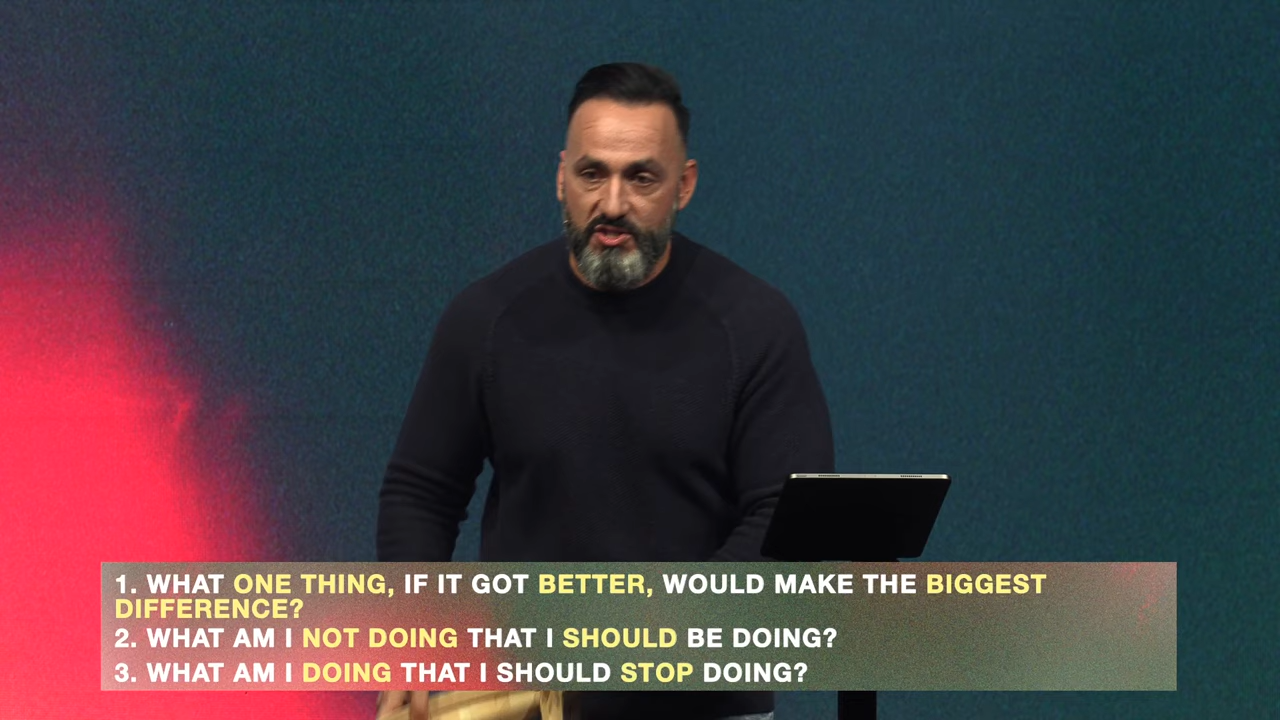 1. WHAT ONE THING, IF IT GOT BETTER, WOULD MAKE THE BIGGEST
DIFFERENCE?
2. WHAT AM I NOT DOING THAT I SHOULD BE DOING?
3. WHAT AM I DOING THAT I SHOULD STOP DOING?